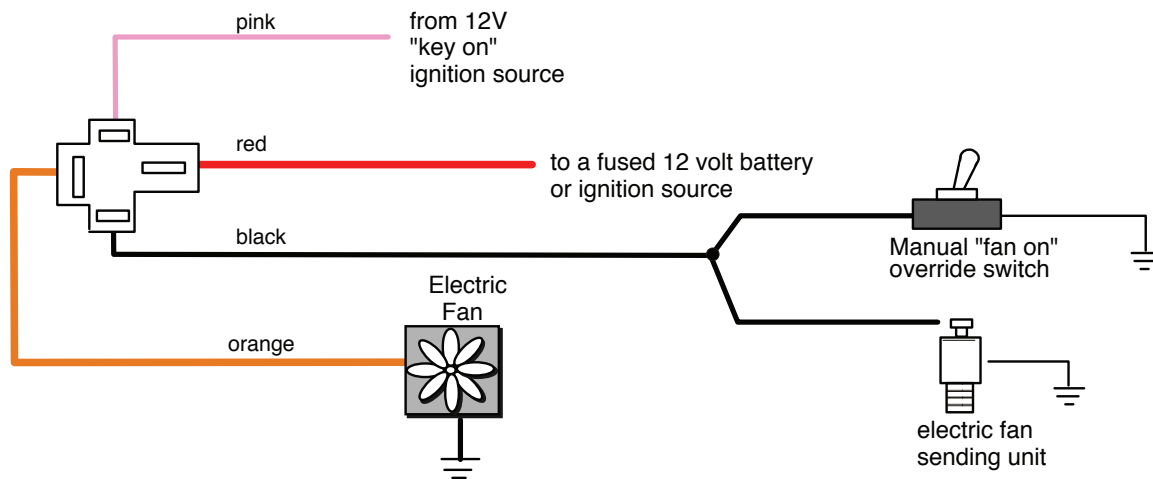 pink
from 12V
"key on"
ignition source
red
to a fused 12 volt battery
or ignition source
black
Manual "fan on"
override switch
Electric
Fan
orange
electric fan
sending unit